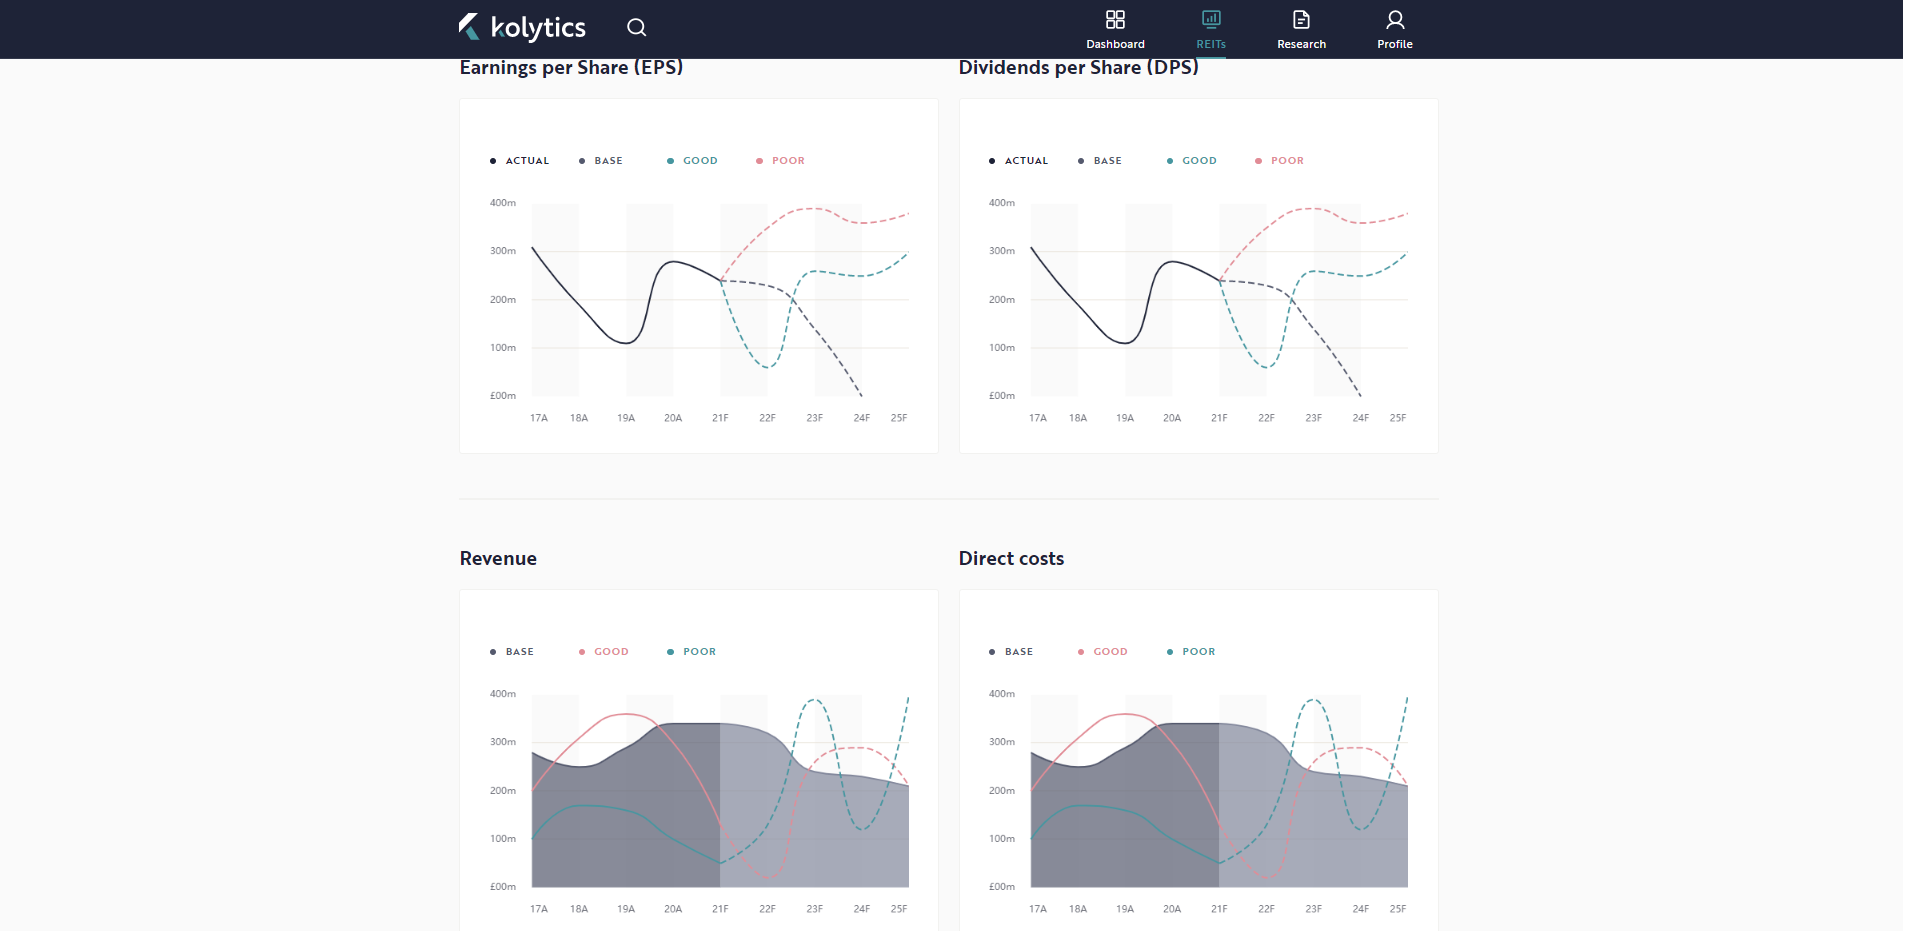 kolytics
Dashboard
REITs
Research
Profile
Earnings per Share (EPS)
ACTUAL BASE GOOD POOR
400m
300m
200m
100m
£00m
17A 18A 19A 20A 21F 22F 23F 24F 25F
Dividends per Share (DPS)
ACTUAL BASE GOOD POOR
400m
300m
200m
100m
£00m
17A 18A 19A 20A 21F 22F 23F 24F 25F
Revenue
BASE GOOD POOR
400m
300m
200m
100m
£00m
17A 18A 19A 20A 21F 22F 23F 24F 25F
Direct costs
BASE GOOD POOR
400m
300m
200m
100m
£00m
17A 18A 19A 20A 21F 22F 23F 24F 25F